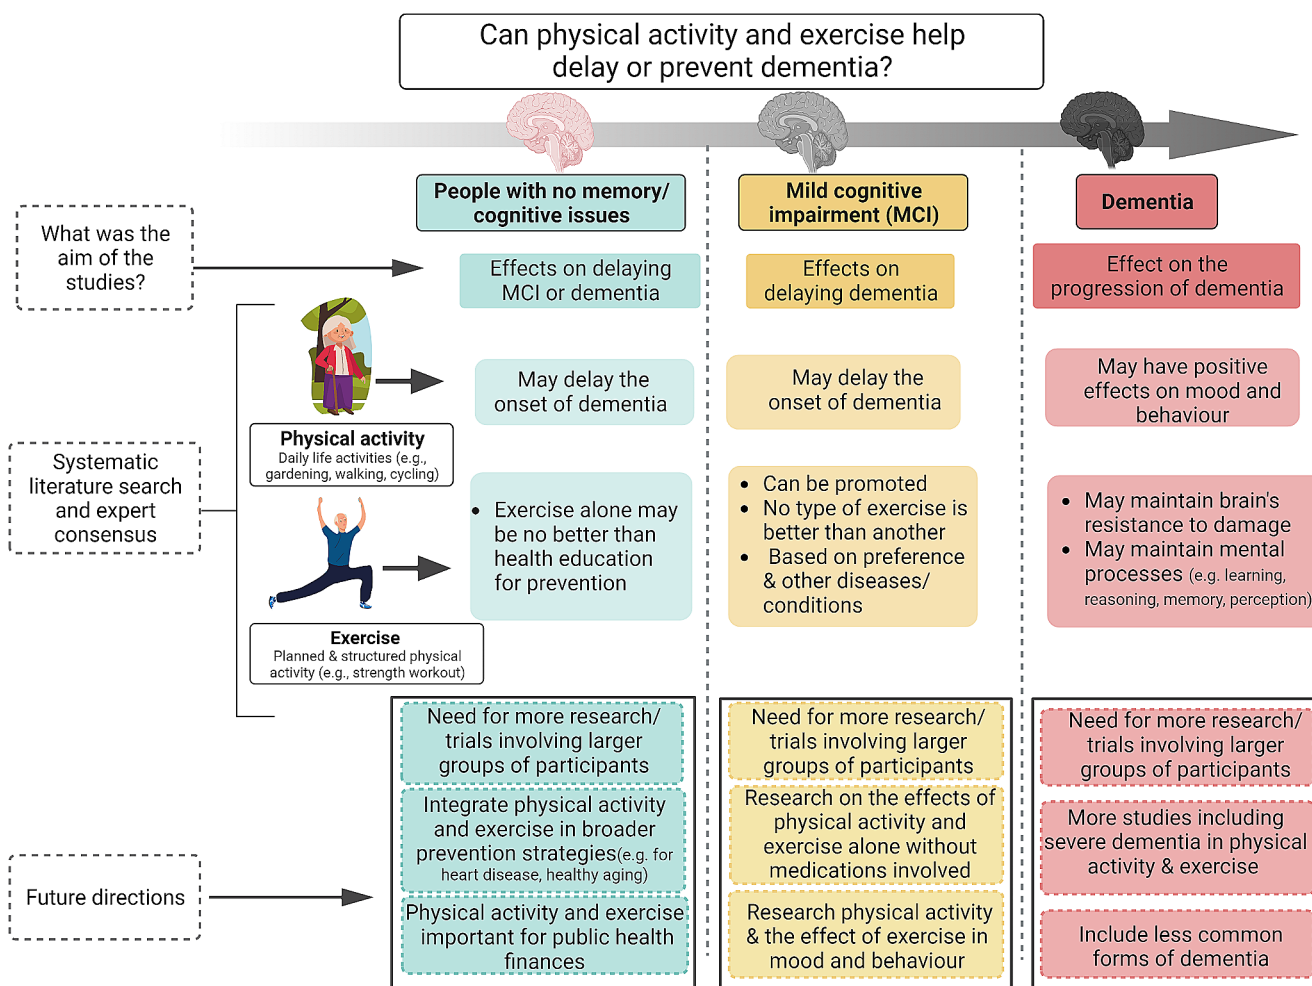 Can physical activity and exercise help
delay or prevent dementia?
People with no memory/
cognitive issues
Mild cognitive
impairment (MCI)
Dementia
What was the
aim of the
studies?
Effects on delaying
MCI or dementia
Effects on
delaying dementia
Effect on the
progression of dementia
Systematic
literature search
and expert
consensus
Physical activity
Daily life activities (e.g.,
gardening, walking, cycling)
May delay the
onset of dementia
May delay the
onset of dementia
May have positive
effects on mood and
behaviour
Exercise
Planned & structured physical
activity (e.g., strength workout)
• Exercise alone may
be no better than
health education
for prevention
• Can be promoted
• No type of exercise is
better than another
• Based on preference
& other diseases/
conditions
• May maintain brain's
resistance to damage
• May maintain mental
processes (e.g. learning,
reasoning, memory, perception)
Future directions
Need for more research/
trials involving larger
groups of participants
Integrate physical activity
and exercise in broader
prevention strategies(e.g. for
heart disease, healthy aging)
Physical activity and exercise
important for public health
finances
Need for more research/
trials involving larger
groups of participants
Research on the effects of
physical activity and
exercise alone without
medications involved
Research physical activity
& the effect of exercise in
mood and behaviour
Need for more research/
trials involving larger
groups of participants
More studies including
severe dementia in physical
activity & exercise
Include less common
forms of dementia